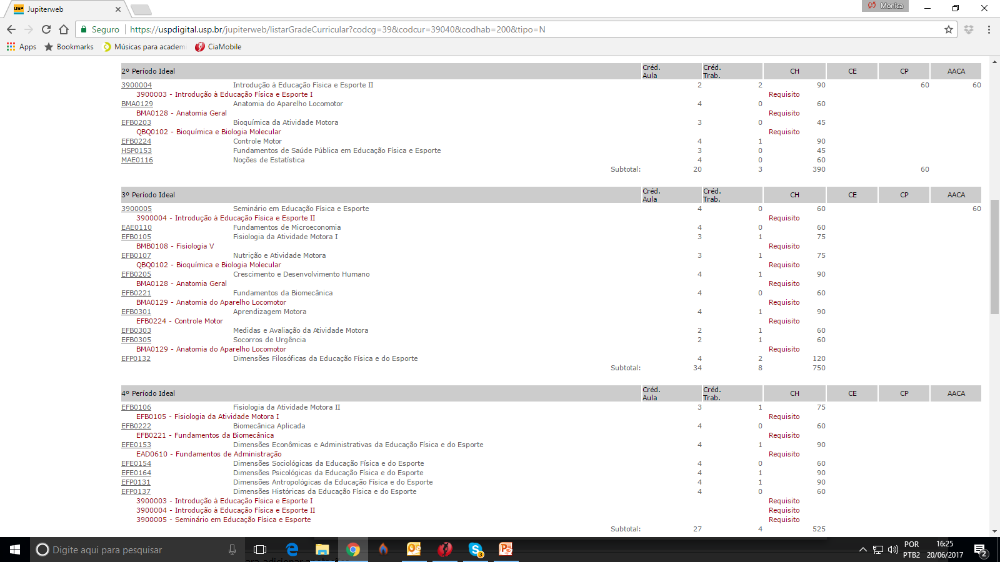 USP Jupiterweb
Monica
Seguro https://uspdigital.usp.br/jupiterweb/listarGradeCurricular?codcg=39&codcur=39040&codhab=200&tipo=N
Apps Bookmarks Músicas para academ CiaMobile
2º Período Ideal Créd. Aula Créd. Trab. CH CE CP AACA
3900004 Introdução à Educação Física e Esporte II 2 2 90 60 60
3900003 - Introdução à Educação Física e Esporte I Requisito
BMA0129 Anatomia do Aparelho Locomotor 4 0 60
BMA0128 - Anatomia Geral Requisito
EFB0203 Bioquímica da Atividade Motora 3 0 45
QBQ0102 - Bioquímica e Biologia Molecular Requisito
EFB0224 Controle Motor 4 1 90
HSP0153 Fundamentos de Saúde Pública em Educação Física e Esporte 3 0 45
MAE0116 Noções de Estatística 4 0 60
Subtotal: 20 3 390 60
3º Período Ideal Créd. Aula Créd. Trab. CH CE CP AACA
3900005 Seminário em Educação Física e Esporte 4 0 60 60
3900004 - Introdução à Educação Física e Esporte II Requisito
EAE0110 Fundamentos de Microeconomia 4 0 60
EFB0105 Fisiologia da Atividade Motora I 3 1 75
BMB0108 - Fisiologia V Requisito
EFB0107 Nutrição e Atividade Motora 3 1 75
QBQ0102 - Bioquímica e Biologia Molecular Requisito
EFB0205 Crescimento e Desenvolvimento Humano 4 1 90
BMA0128 - Anatomia Geral Requisito
EFB0221 Fundamentos da Biomecânica 4 0 60
BMA0129 - Anatomia do Aparelho Locomotor Requisito
EFB0301 Aprendizagem Motora 4 1 90
EFB0224 - Controle Motor Requisito
EFB0303 Medidas e Avaliação da Atividade Motora 2 1 60
EFB0305 Socorros de Urgência 2 1 60
BMA0129 - Anatomia do Aparelho Locomotor Requisito
EFP0132 Dimensões Filosóficas da Educação Física e do Esporte 4 2 120
Subtotal: 34 8 750
4º Período Ideal Créd. Aula Créd. Trab. CH CE CP AACA
EFB0106 Fisiologia da Atividade Motora II 3 1 75
EFB0105 - Fisiologia da Atividade Motora I Requisito
EFB0222 Biomecânica Aplicada 4 0 60
EFB0221 - Fundamentos da Biomecânica Requisito
EFE0153 Dimensões Econômicas e Administrativas da Educação Física e do Esporte 4 1 90
EAD0610 - Fundamentos de Administração Requisito
EFE0154 Dimensões Sociológicas da Educação Física e do Esporte 4 0 60
EFE0164 Dimensões Psicológicas da Educação Física e do Esporte 4 1 90
EFP0131 Dimensões Antropológicas da Educação Física e do Esporte 4 1 90
EFP0137 Dimensões Históricas da Educação Física e do Esporte 4 0 60
3900003 - Introdução à Educação Física e Esporte I Requisito
3900004 - Introdução à Educação Física e Esporte II Requisito
3900005 - Seminário em Educação Física e Esporte Requisito
Subtotal: 27 4 525
Digite aqui para pesquisar 3 POR 16:25
PTB2 20/06/2017 2